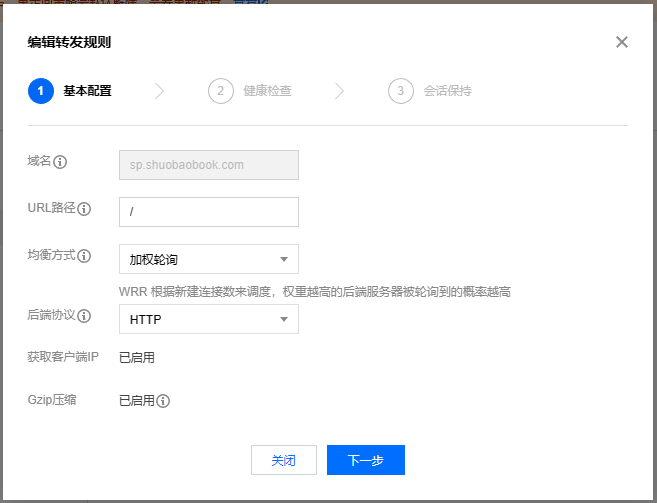 编辑转发规则
1 基本配置 2 健康检查 3 会话保持
域名 sp.shuobaobook.com
URL路径 /
均衡方式 加权轮询
WRR 根据新建连接数来调度，权重越高的后端服务器被轮询到的概率越高
后端协议 HTTP
获取客户端IP 已启用
Gzip压缩 已启用
关闭 下一步